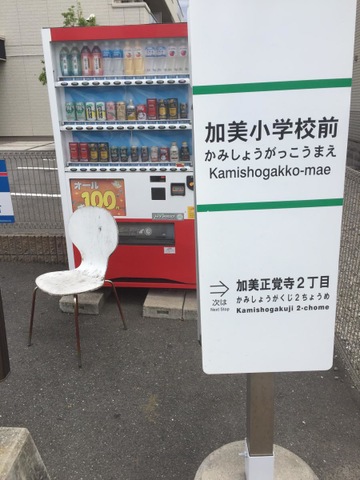 加美小学校前
かみしょうがっこうまえ
Kamishogakko-mae
次は
Next Stop
加美正覚寺2丁目
かみしょうがくじ2ちょうめ
Kamishogakuji 2-chome
オール
100